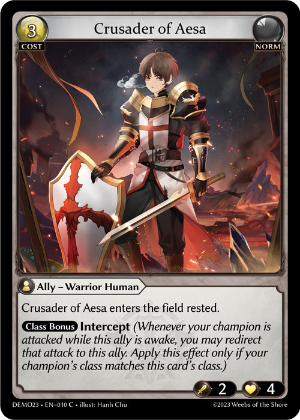 3
Crusader of Aesa
COST
NORM
Ally – Warrior Human
Crusader of Aesa enters the field rested.
Class Bonus Intercept (Whenever your champion is
attacked while this ally is awake, you may redirect
that attack to this ally. Apply this effect only if your
champion's class matches this card's class.)
2
4
DEMO23 - EN-010 C • illust: Hanh Chu
©2023 Weebs of the Shore